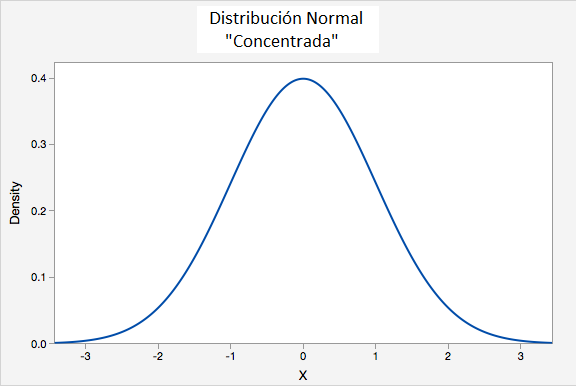 Distribución Normal
"Concentrada"
0.4
0.3
0.2
0.1
0.0
Density
-3 -2 -1 0 1 2 3
X